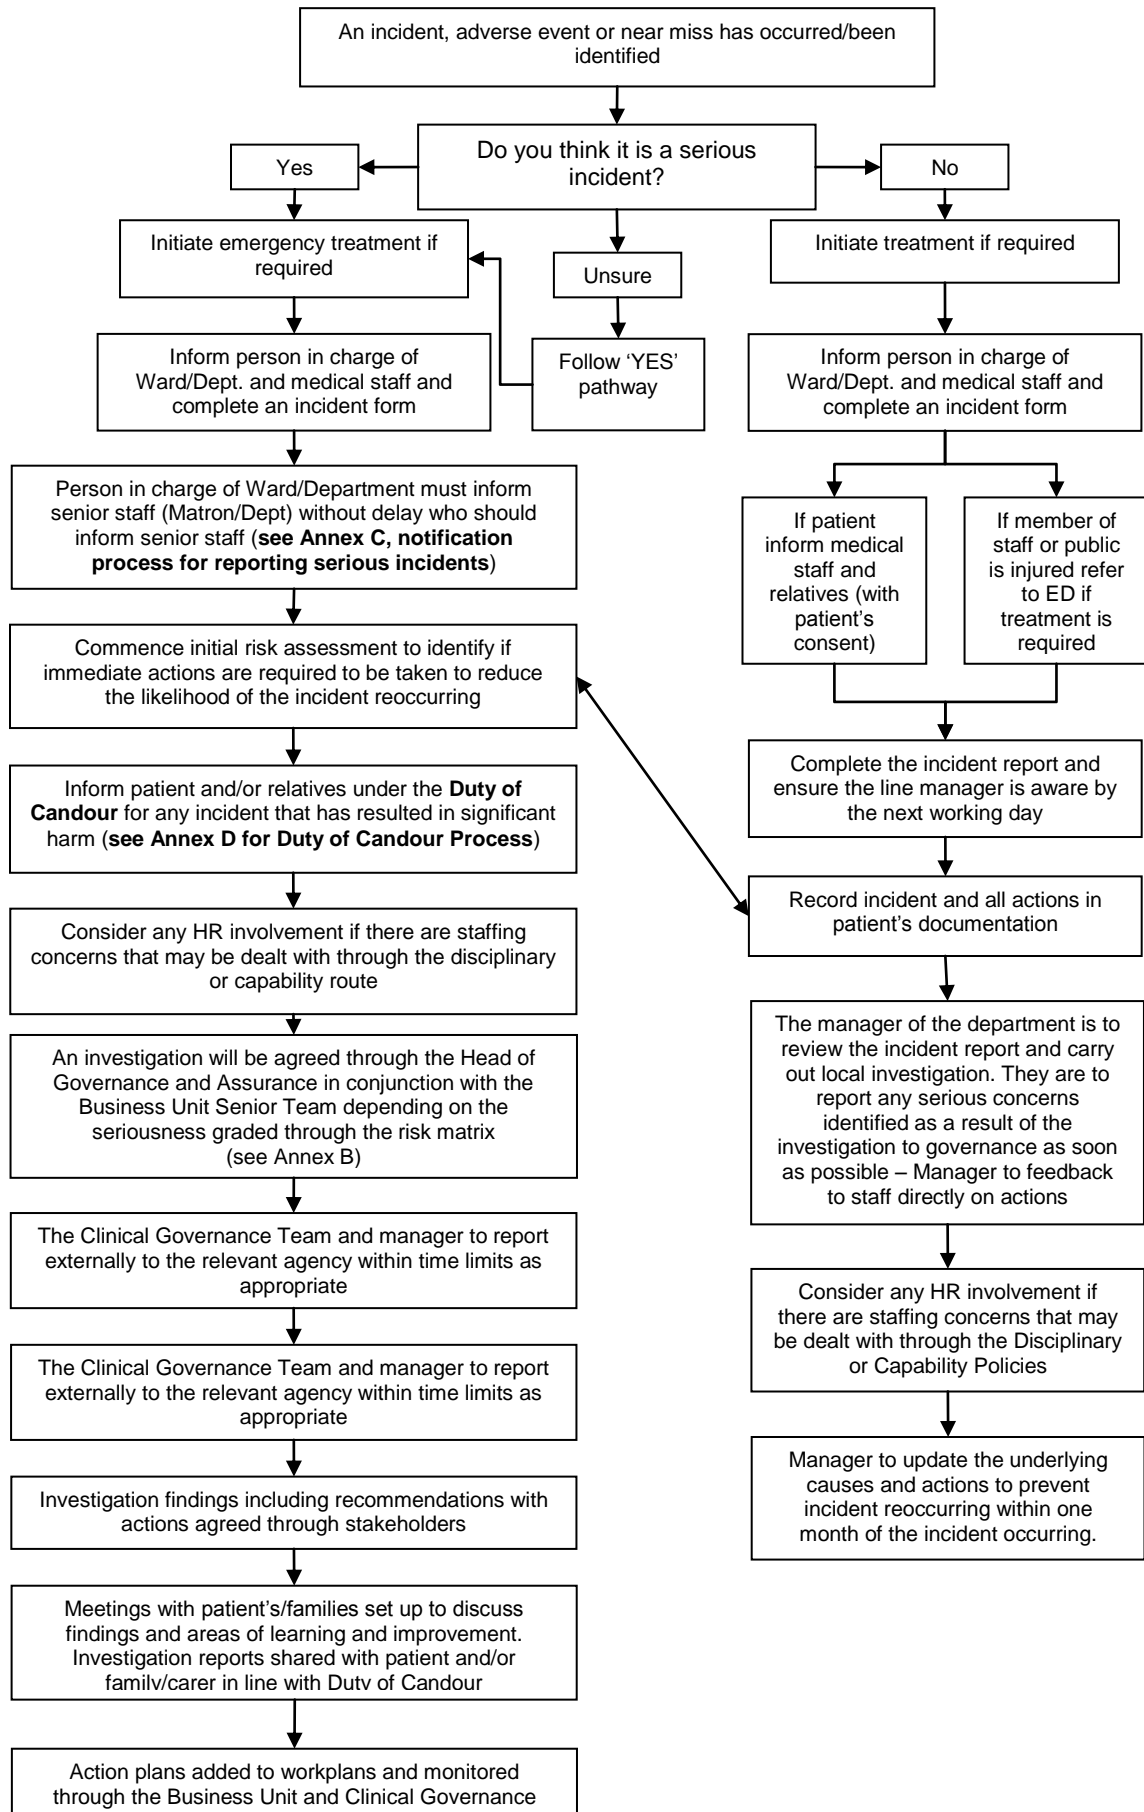 An incident, adverse event or near miss has occurred/been
identified
Do you think it is a serious
incident?
Yes
No
Initiate emergency treatment if
required
Unsure
Initiate treatment if required
Inform person in charge of
Ward/Dept. and medical staff and
complete an incident form
Follow ‘YES’
pathway
Inform person in charge of
Ward/Dept. and medical staff and
complete an incident form
Person in charge of Ward/Department must inform
senior staff (Matron/Dept) without delay who should
inform senior staff (see Annex C, notification
process for reporting serious incidents)
If patient
inform medical
staff and
relatives (with
patient’s
consent)
If member of
staff or public
is injured refer
to ED if
treatment is
required
Commence initial risk assessment to identify if
immediate actions are required to be taken to reduce
the likelihood of the incident reoccurring
Complete the incident report and
ensure the line manager is aware by
the next working day
Inform patient and/or relatives under the Duty of
Candour for any incident that has resulted in significant
harm (see Annex D for Duty of Candour Process)
Record incident and all actions in
patient’s documentation
Consider any HR involvement if there are staffing
concerns that may be dealt with through the disciplinary
or capability route
The manager of the department is to
review the incident report and carry
out local investigation. They are to
report any serious concerns
identified as a result of the
investigation to governance as soon
as possible – Manager to feedback
to staff directly on actions
An investigation will be agreed through the Head of
Governance and Assurance in conjunction with the
Business Unit Senior Team depending on the
seriousness graded through the risk matrix
(see Annex B)
The Clinical Governance Team and manager to report
externally to the relevant agency within time limits as
appropriate
Consider any HR involvement if
there are staffing concerns that may
be dealt with through the Disciplinary
or Capability Policies
The Clinical Governance Team and manager to report
externally to the relevant agency within time limits as
appropriate
Manager to update the underlying
causes and actions to prevent
incident reoccurring within one
month of the incident occurring.
Investigation findings including recommendations with
actions agreed through stakeholders
Meetings with patient’s/families set up to discuss
findings and areas of learning and improvement.
Investigation reports shared with patient and/or
family/carer in line with Duty of Candour
Action plans added to workplans and monitored
through the Business Unit and Clinical Governance